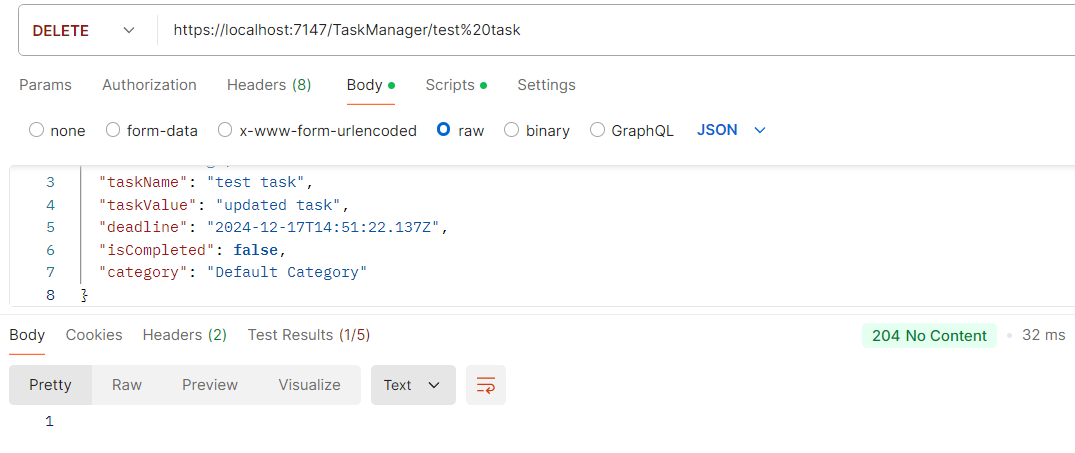 DELETE https://localhost:7147/TaskManager/test%20task
Params Authorization Headers (8) Body Scripts Settings
none form-data x-www-form-urlencoded raw binary GraphQL JSON
3 "taskName": "test task",
4 "taskValue": "updated task",
5 "deadline": "2024-12-17T14:51:22.137Z",
6 "isCompleted": false,
7 "category": "Default Category"
8 }
Body Cookies Headers (2) Test Results (1/5) 204 No Content 32 ms
Pretty Raw Preview Visualize Text
1